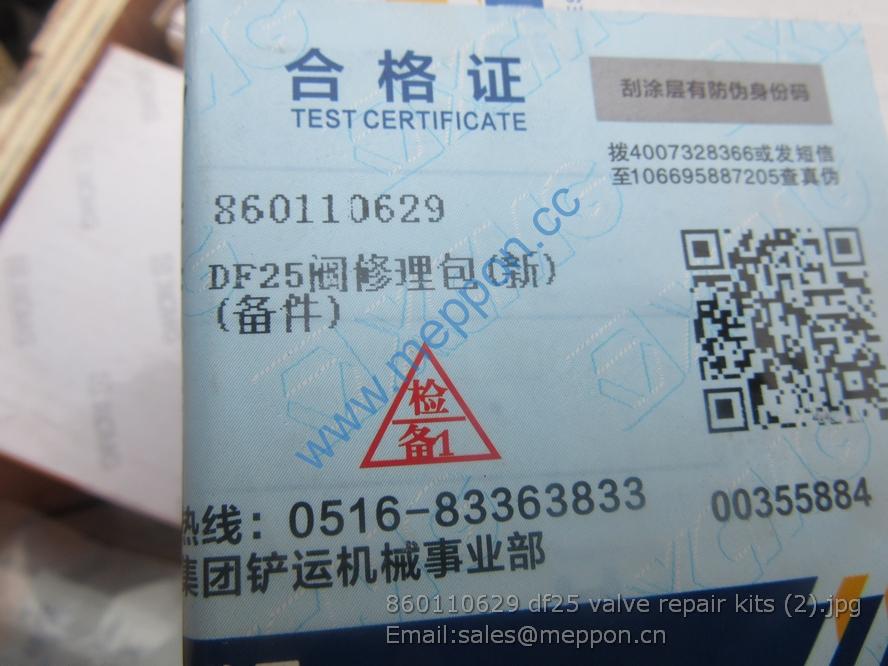 合格证
TEST CERTIFICATE
刮涂层有防伪身份码
拨4007328366或发短信
至106695887205查真伪
860110629
DF25阀修理包(新)
(备件)
www.meppon.cc
检
备1
热线：0516-83363833
00355884
集团铲运机械事业部
860110629 df25 valve repair kits (2).jpg
Email:sales@meppon.cn